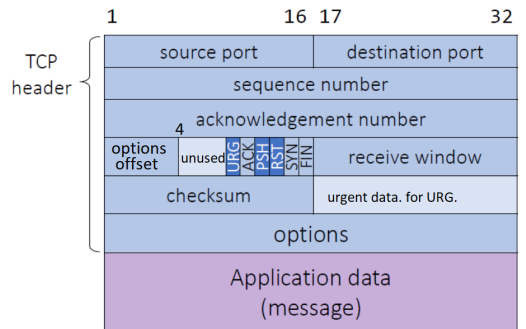 1 16 17 32
source port destination port
TCP
header
sequence number
acknowledgement number
4
options
offset
unused
URG
ACK
PSH
RST
SYN
FIN
receive window
checksum
urgent data. for URG.
options
Application data
(message)